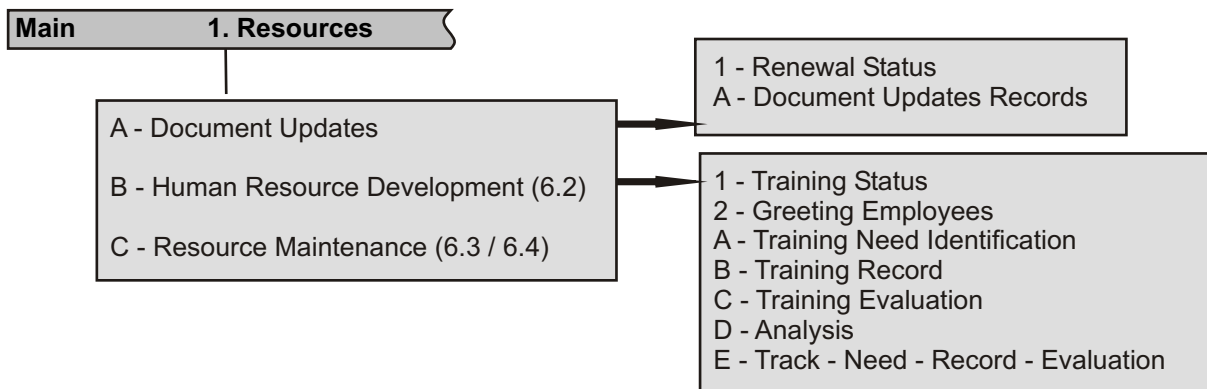 Main 1. Resources
A - Document Updates
B - Human Resource Development (6.2)
C - Resource Maintenance (6.3 / 6.4)
1 - Renewal Status
A - Document Updates Records
1 - Training Status
2 - Greeting Employees
A - Training Need Identification
B - Training Record
C - Training Evaluation
D - Analysis
E - Track - Need - Record - Evaluation